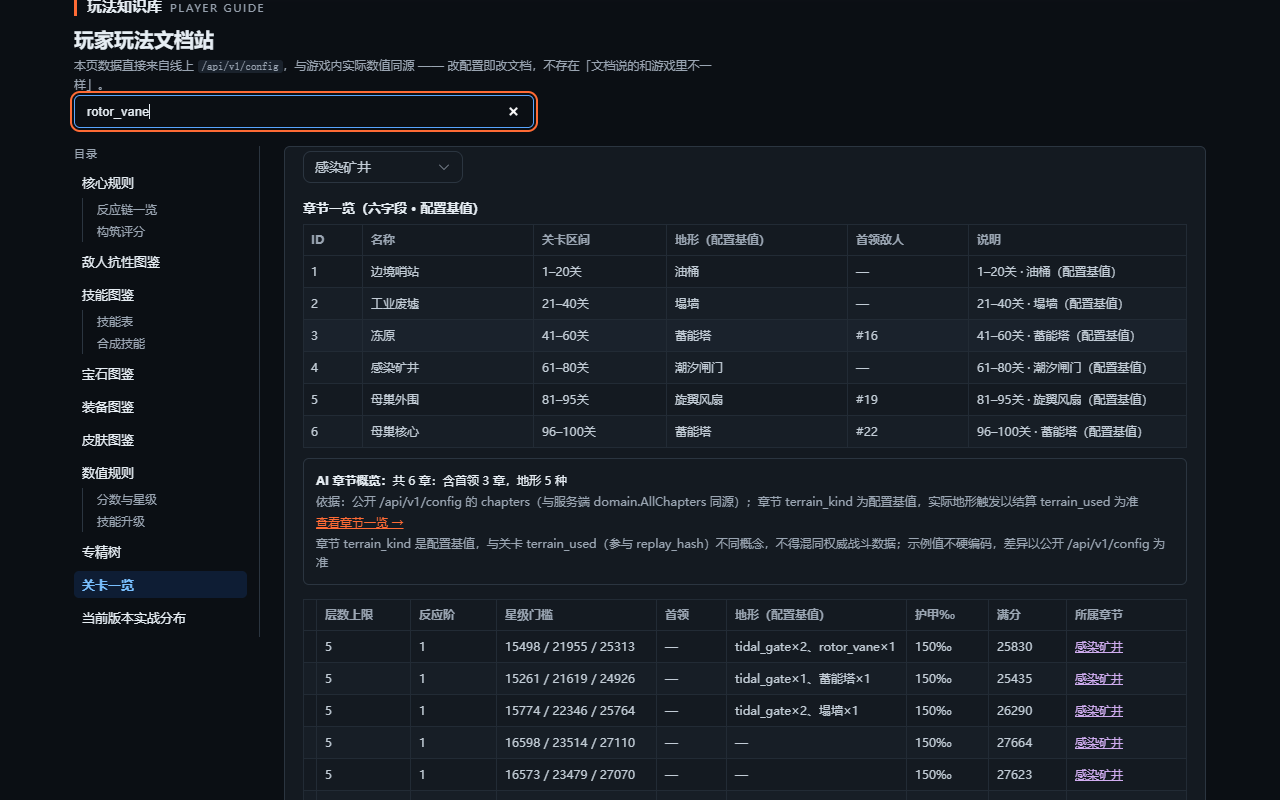 玩法知识库 PLAYER GUIDE
玩家玩法文档站
本页数据直接来自线上 /api/v1/config，与游戏内实际数值同源 —— 改配置即改文档，不存在「文档说的和游戏里不一
样」。
rotor_vane ×
目录
核心规则
反应链一览
构筑评分
敌人抗性图鉴
技能图鉴
技能表
合成技能
宝石图鉴
装备图鉴
皮肤图鉴
数值规则
分数与星级
技能升级
专精树
关卡一览
当前版本实战分布
感染矿井
章节一览（六字段 • 配置基值）
ID 名称 关卡区间 地形（配置基值） 首领敌人 说明
1 边境哨站 1–20关 油桶 — 1–20关 · 油桶（配置基值）
2 工业废墟 21–40关 塌墙 — 21–40关 · 塌墙（配置基值）
3 冻原 41–60关 蓄能塔 #16 41–60关 · 蓄能塔（配置基值）
4 感染矿井 61–80关 潮汐闸门 — 61–80关 · 潮汐闸门（配置基值）
5 母巢外围 81–95关 旋翼风扇 #19 81–95关 · 旋翼风扇（配置基值）
6 母巢核心 96–100关 蓄能塔 #22 96–100关 · 蓄能塔（配置基值）
AI 章节概览：共 6 章：含首领 3 章，地形 5 种
依据：公开 /api/v1/config 的 chapters（与服务端 domain.AllChapters 同源）；章节 terrain_kind 为配置基值，实际地形触发以结算 terrain_used 为准
查看章节一览 →
章节 terrain_kind 是配置基值，与关卡 terrain_used（参与 replay_hash）不同概念，不得混同权威战斗数据；示例值不硬编码，差异以公开 /api/v1/config 为
准
层数上限 反应阶 星级门槛 首领 地形（配置基值） 护甲‰ 满分 所属章节
5 1 15498 / 21955 / 25313 — tidal_gate×2、rotor_vane×1 150‰ 25830 感染矿井
5 1 15261 / 21619 / 24926 — tidal_gate×1、蓄能塔×1 150‰ 25435 感染矿井
5 1 15774 / 22346 / 25764 — tidal_gate×2、塌墙×1 150‰ 26290 感染矿井
5 1 16598 / 23514 / 27110 — — 150‰ 27664 感染矿井
5 1 16573 / 23479 / 27070 — — 150‰ 27623 感染矿井